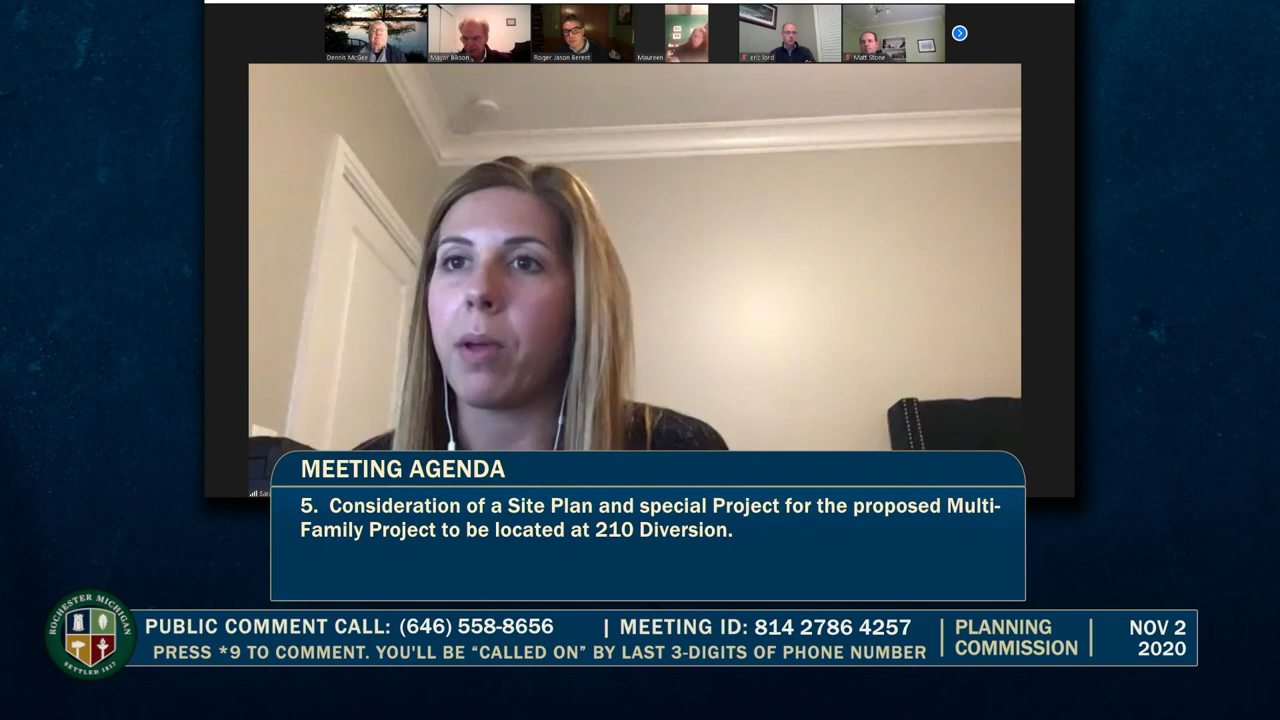 Dennis McGee
Mayor Bikson
Roger Jason Berent
Maureen
eric lord
Matt Stone
MEETING AGENDA
5. Consideration of a Site Plan and special Project for the proposed Multi-
Family Project to be located at 210 Diversion.
ROCHESTER MICHIGAN
SETTLED 1817
PUBLIC COMMENT CALL: (646) 558-8656 | MEETING ID: 814 2786 4257
PRESS *9 TO COMMENT. YOU'LL BE “CALLED ON” BY LAST 3-DIGITS OF PHONE NUMBER
PLANNING
COMMISSION
NOV 2
2020